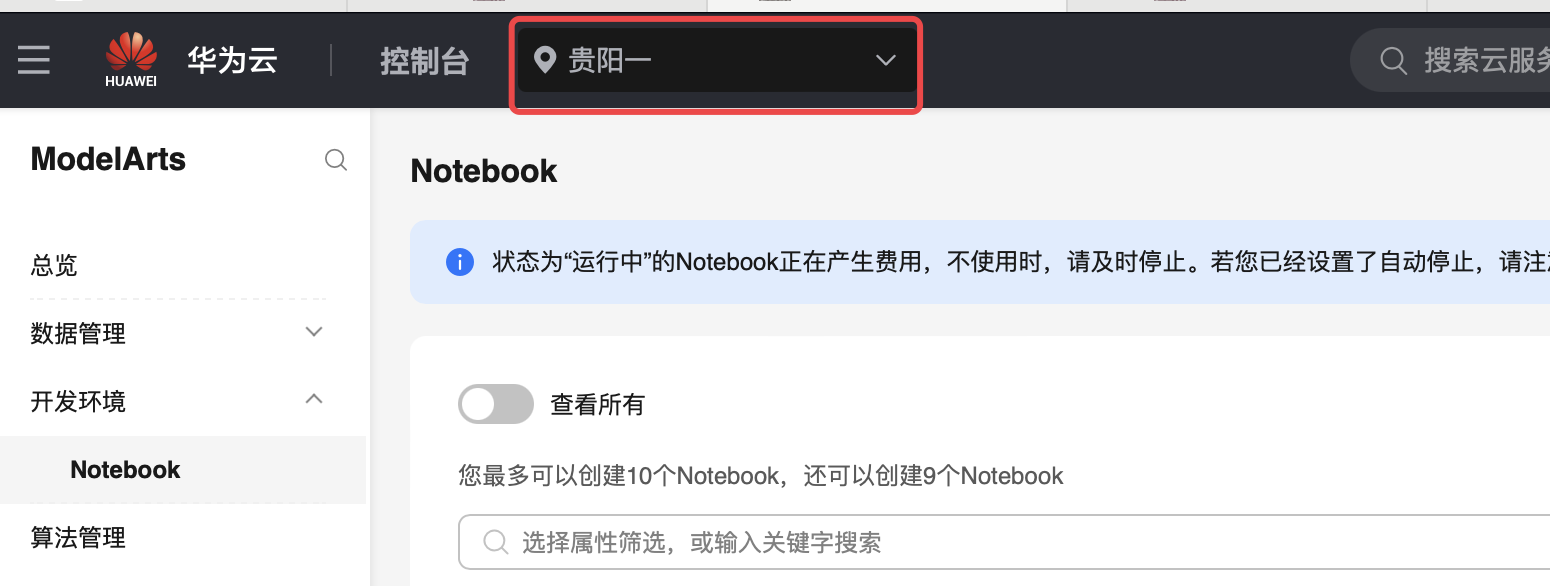 HUAWEI
华为云
控制台
贵阳一
搜索云服务
ModelArts
Notebook
状态为“运行中”的Notebook正在产生费用，不使用时，请及时停止。若您已经设置了自动停止，请注
总览
数据管理
开发环境
查看所有
Notebook
您最多可以创建10个Notebook，还可以创建9个Notebook
算法管理
选择属性筛选，或输入关键字搜索